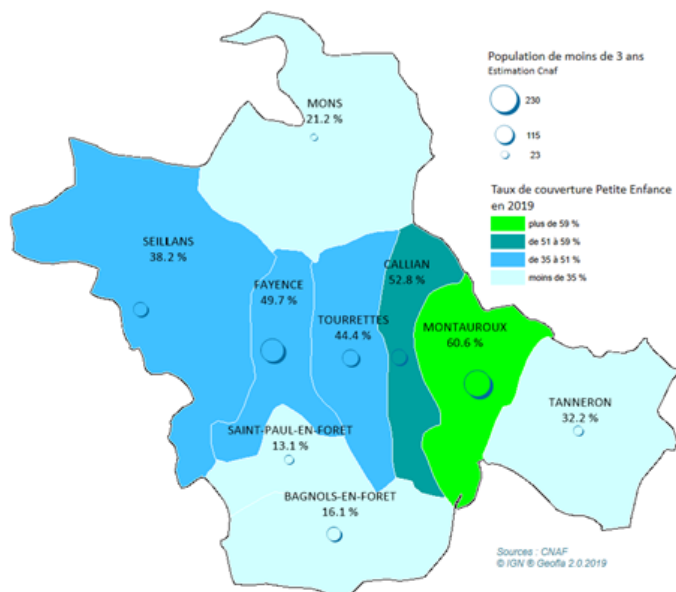 Population de moins de 3 ans
Estimation Cnaf
230
115
23
Taux de couverture Petite Enfance
en 2019
plus de 59 %
de 51 à 59 %
de 35 à 51 %
moins de 35 %
MONS
21.2 %
SEILLANS
38.2 %
FAYENCE
49.7 %
TOURRETTES
44.4 %
CALLIAN
52.8 %
MONTAUROUX
60.6 %
TANNERON
32.2 %
SAINT-PAUL-EN-FORET
13.1 %
BAGNOLS-EN-FORET
16.1 %
Sources : CNAF
© IGN ® Geofla 2.0.2019